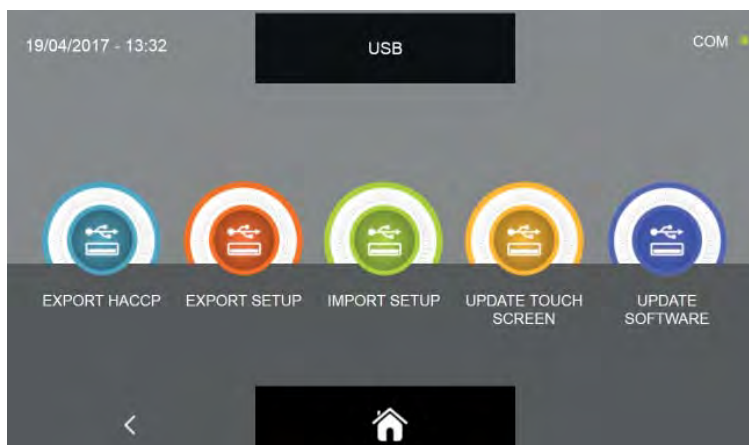 19/04/2017 - 13:32
USB
COM
EXPORT HACCP
EXPORT SETUP
IMPORT SETUP
UPDATE TOUCH
SCREEN
UPDATE
SOFTWARE